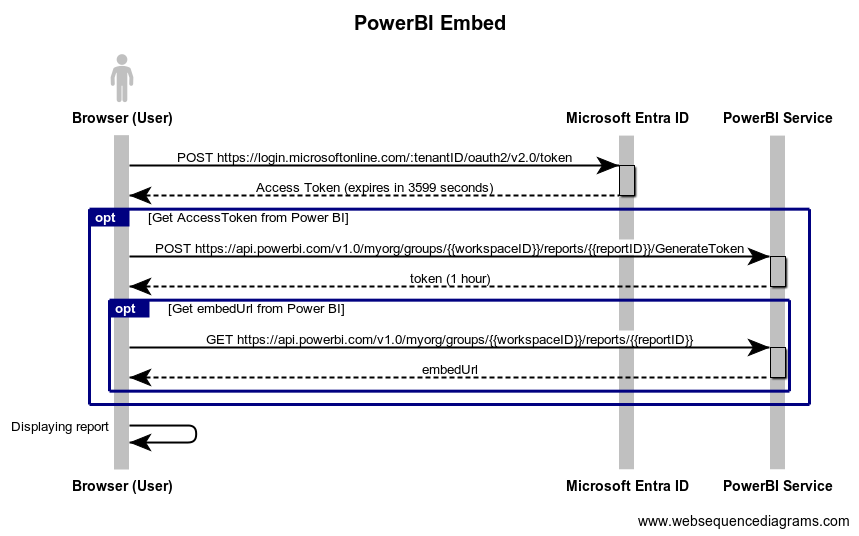 PowerBI Embed
Browser (User)
Microsoft Entra ID
PowerBI Service
POST https://login.microsoftonline.com/:tenantID/oauth2/v2.0/token
Access Token (expires in 3599 seconds)
opt
[Get AccessToken from Power BI]
POST https://api.powerbi.com/v1.0/myorg/groups/{{workspaceID}}/reports/{{reportID}}/GenerateToken
token (1 hour)
opt
[Get embedUrl from Power BI]
GET https://api.powerbi.com/v1.0/myorg/groups/{{workspaceID}}/reports/{{reportID}}
embedUrl
Displaying report
Browser (User)
Microsoft Entra ID
PowerBI Service
www.websequencediagrams.com